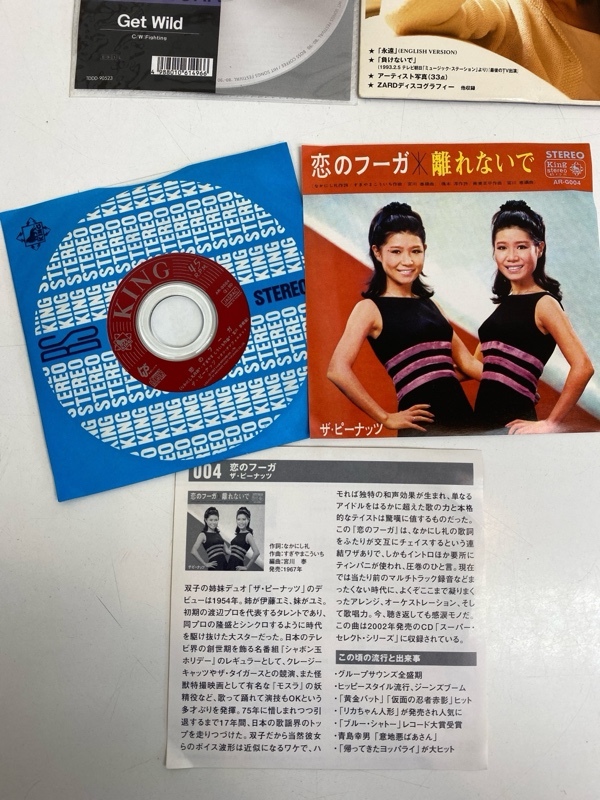 Get Wild
C/W Fighting
TODD-90323
4988010614966
★「永遠」(ENGLISH VERSION)
★「負けないで」
(1993.2.5 テレビ朝日「ミュージック・ステーション」より)(最後のTV出演)
★アーティスト写真(33点)
★ZARDディスコグラフィー 他収録
恋のフーガ 離れないで
STEREO
King
stereo
AR-G004
ザ・ピーナッツ
KING
STEREO
BS
004 恋のフーガ
ザ・ピーナッツ
恋のフーガ 離れないで
作詞:なかにし礼
作曲:すぎやまこういち
編曲:宮川 泰
発売:1967年
双子の姉妹デュオ「ザ・ピーナッツ」のデ
ビューは1954年。姉が伊藤エミ、妹がユミ。
初期の渡辺プロを代表するタレントであり、
同プロの隆盛とシンクロするように時代
を駆け抜けた大スターだった。日本のテレ
ビ界の創世期を飾る名番組「シャボン玉
ホリデー」のレギュラーとして、クレージー
キャッツやザ・タイガースとの競演、また怪
獣特撮映画として有名な「モスラ」の妖
精役など、歌って踊れて演技もOKという
多才ぶりを発揮。75年に惜しまれつつ引
退するまで17年間、日本の歌謡界のトッ
プを走りつづけた。双子だから当然彼女
らのボイス波形は近似になるワケで、ハ
モれば独特の和声効果が生まれ、単なる
アイドルをはるかに超えた歌の力と本格
的なテイストは驚嘆に値するものだった。
この『恋のフーガ』は、なかにし礼の歌詞
をふたりが交互にチェイスするという連
結ワザありで、しかもイントロほか要所に
ティンパニが使われ、圧巻のひと言。現在
では当たり前のマルチトラック録音などま
ったくない時代に、よくぞここまで凝りまく
ったアレンジ、オーケストレーション、そし
て歌唱力。今、聴き返しても感涙モノだ。
この曲は2002年発売のCD「スーパー・
セレクト・シリーズ」に収録されている。
この頃の流行と出来事
・グループサウンズ全盛期
・ヒッピースタイル流行、ジーンズブーム
・「黄金バット」「仮面の忍者赤影」ヒット
・「リカちゃん人形」が発売され人気に
・「ブルー・シャトー」レコード大賞受賞
・青島幸男「意地悪ばあさん」
・「帰ってきたヨッパライ」が大ヒット